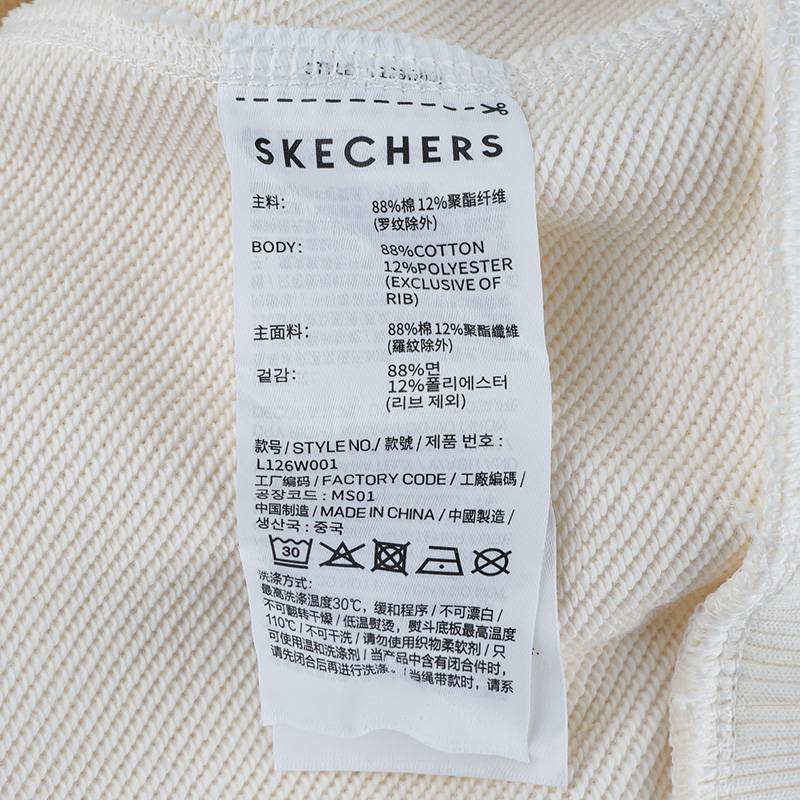 SKECHERS
主料： 88%棉 12%聚酯纤维
(罗纹除外)
BODY: 88%COTTON
12%POLYESTER
(EXCLUSIVE OF
RIB)
主面料： 88%棉 12%聚酯纖維
(羅紋除外)
겉감： 88%면
12%폴리에스터
(리브 제외)
款号 / STYLE NO./ 款號 / 제품 번호 :
L126W001
工厂编码 / FACTORY CODE / 工廠編碼 /
공장코드 : MS01
中国制造 / MADE IN CHINA / 中國製造 /
생산국 : 중국
30
洗涤方式：
最高洗涤温度30℃，缓和程序 / 不可漂白 /
不可翻转干燥 / 低温熨烫，熨斗底板最高温度
110℃ / 不可干洗 / 请勿使用织物柔软剂 / 只
可使用温和洗涤剂 / 当产品中含有闭合件时，
请先闭合后再进行洗涤。/ 当绳带款时，请系